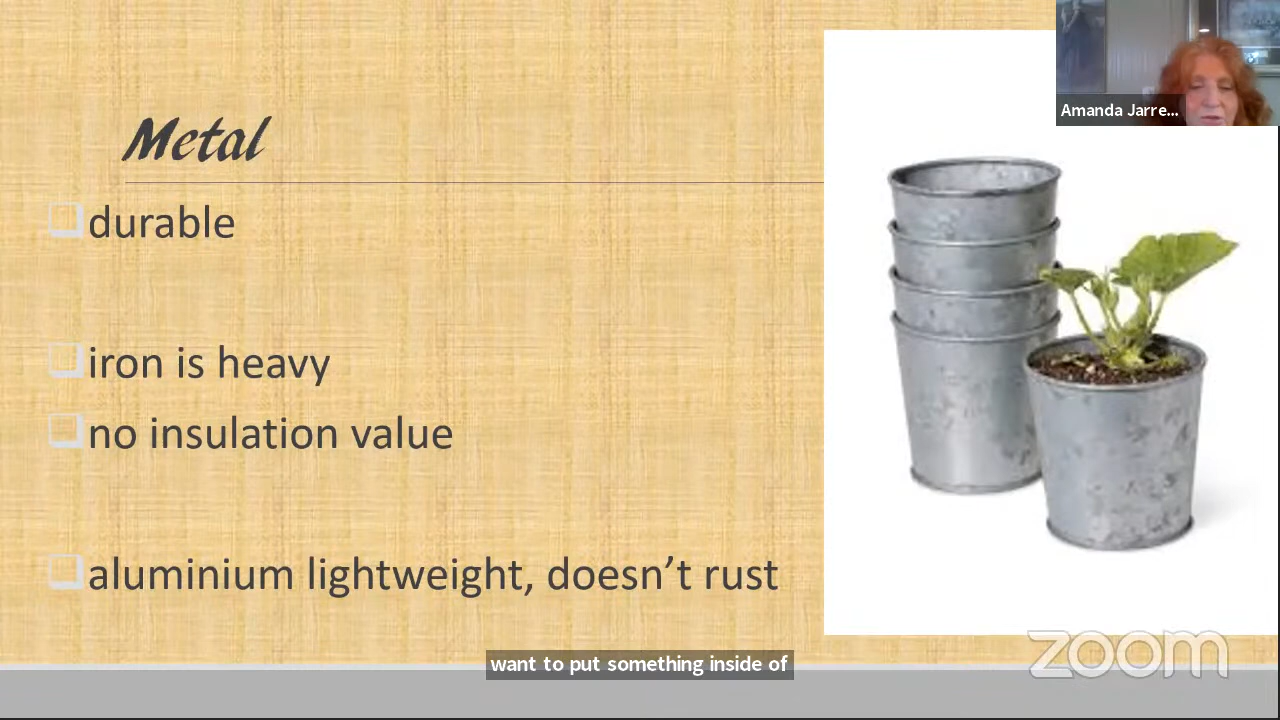 Amanda Jarre...
Metal
durable
iron is heavy
no insulation value
aluminium lightweight, doesn’t rust
want to put something inside of
zoom